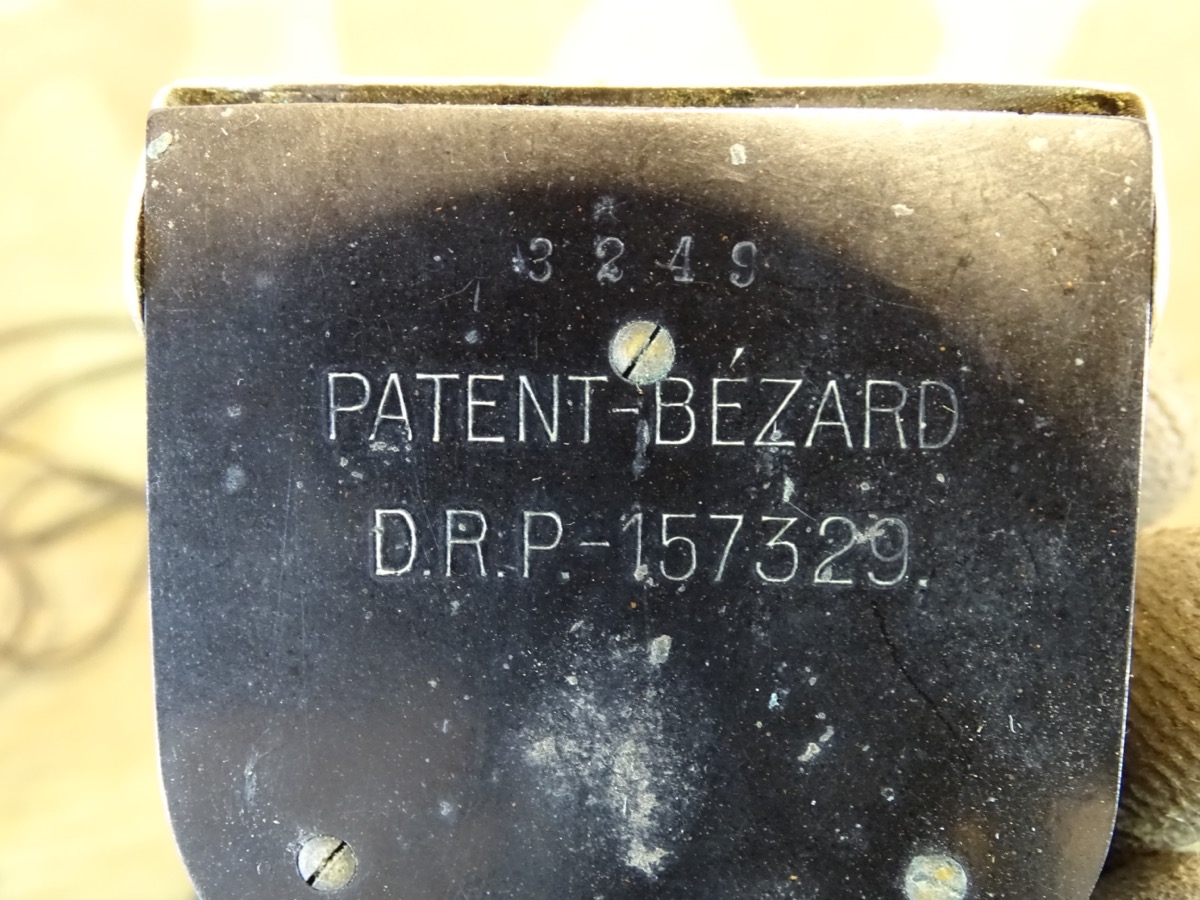 3249
PATENT-BÉZARD
D.R.P.-157329.